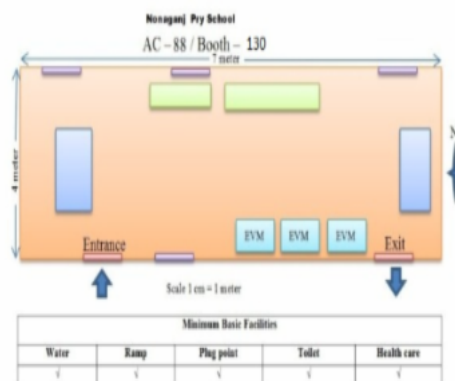 Nonaganj Pry School
AC – 88 / Booth – 130
7 meter
4 meter
N
EVM EVM EVM
Entrance Exit
Scale 1 cm = 1 meter
Minimum Basic Facilities
Water Ramp Plug point Toilet Health care
√ √ √ √ √